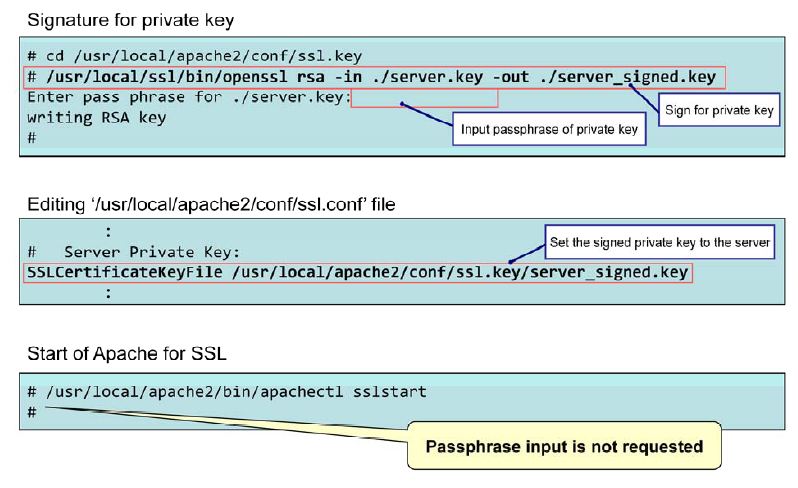 Signature for private key
# cd /usr/local/apache2/conf/ssl.key
# /usr/local/ssl/bin/openssl rsa -in ./server.key -out ./server_signed.key
Enter pass phrase for ./server.key:
Sign for private key
writing RSA key
Input passphrase of private key
#
Editing ‘/usr/local/apache2/conf/ssl.conf’ file
:
Set the signed private key to the server
# Server Private Key:
SSLCertificateKeyFile /usr/local/apache2/conf/ssl.key/server_signed.key
:
Start of Apache for SSL
# /usr/local/apache2/bin/apachectl sslstart
#
Passphrase input is not requested